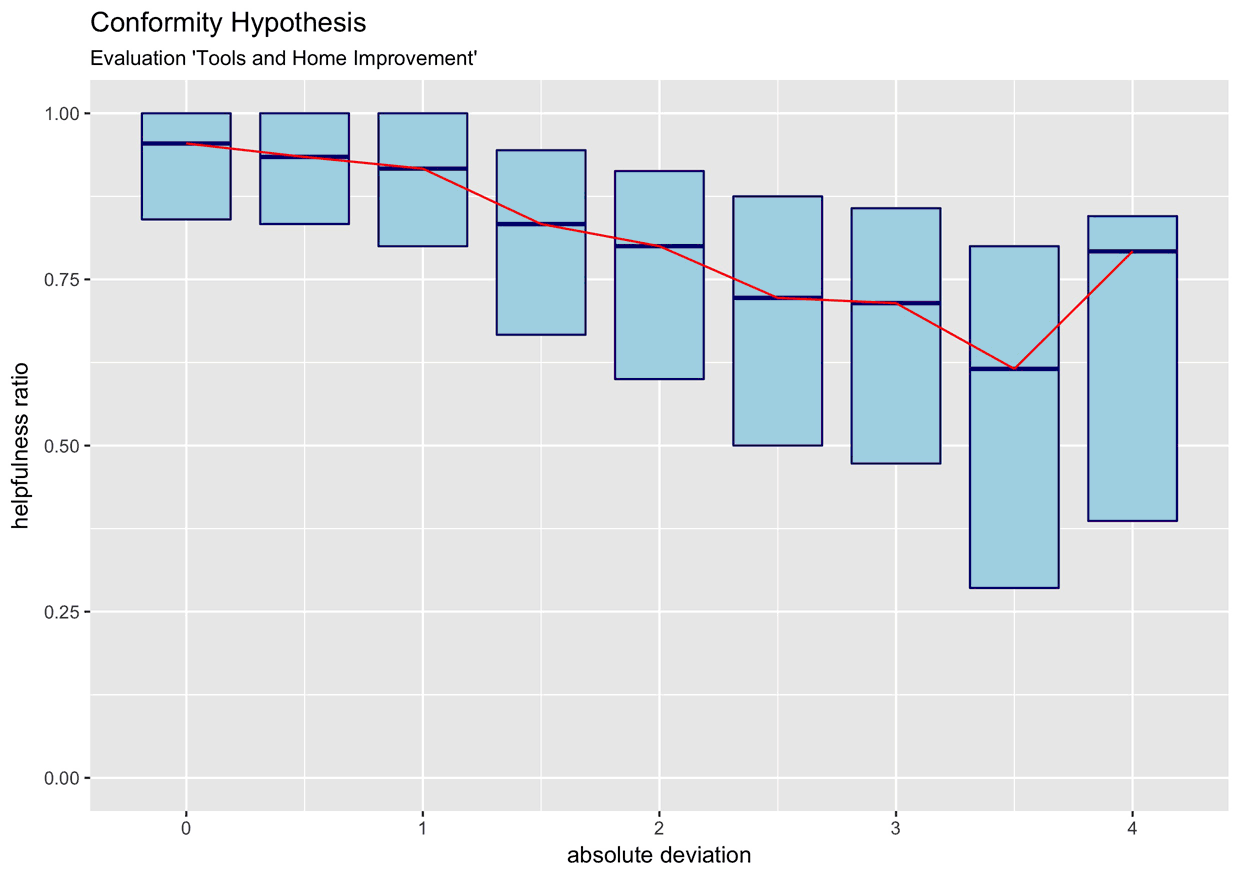 Conformity Hypothesis
Evaluation 'Tools and Home Improvement'
1.00
0.75
0.50
0.25
0.00
helpfulness ratio
0 1 2 3 4
absolute deviation